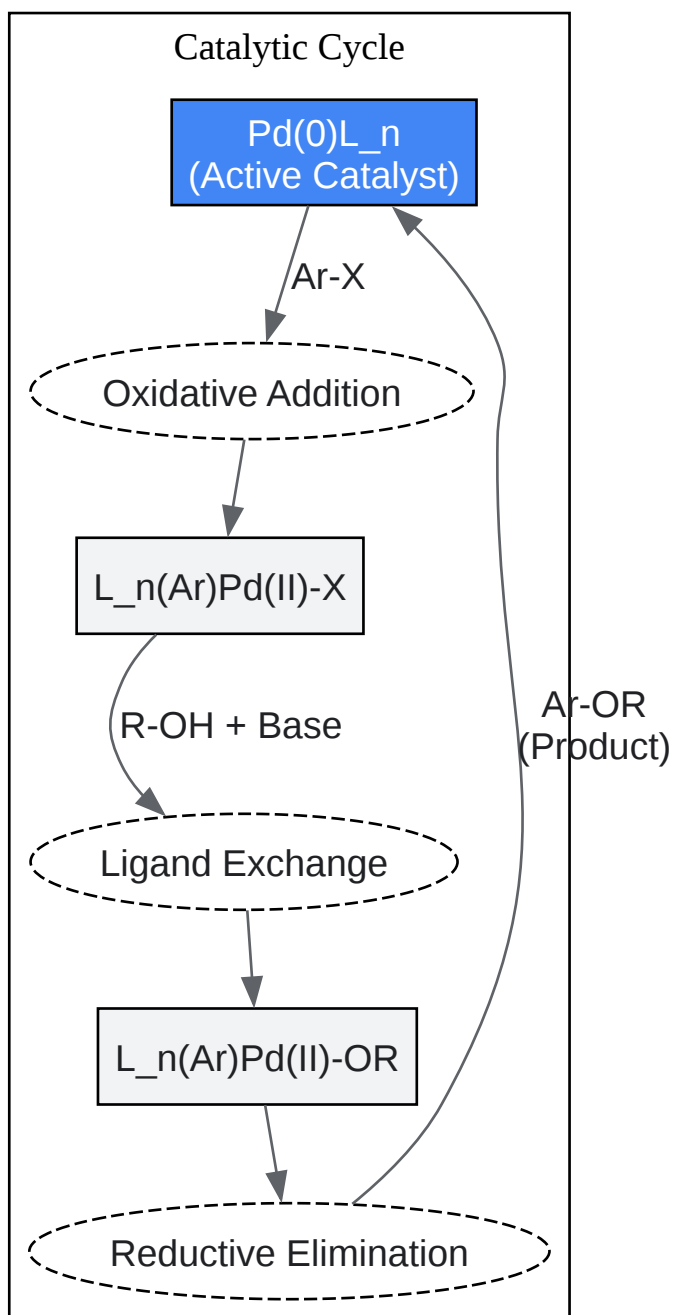 Catalytic Cycle
Pd(0)L_n
(Active Catalyst)
Ar-X
Oxidative Addition
L_n(Ar)Pd(II)-X
R-OH + Base
Ar-OR
(Product)
Ligand Exchange
L_n(Ar)Pd(II)-OR
Reductive Elimination